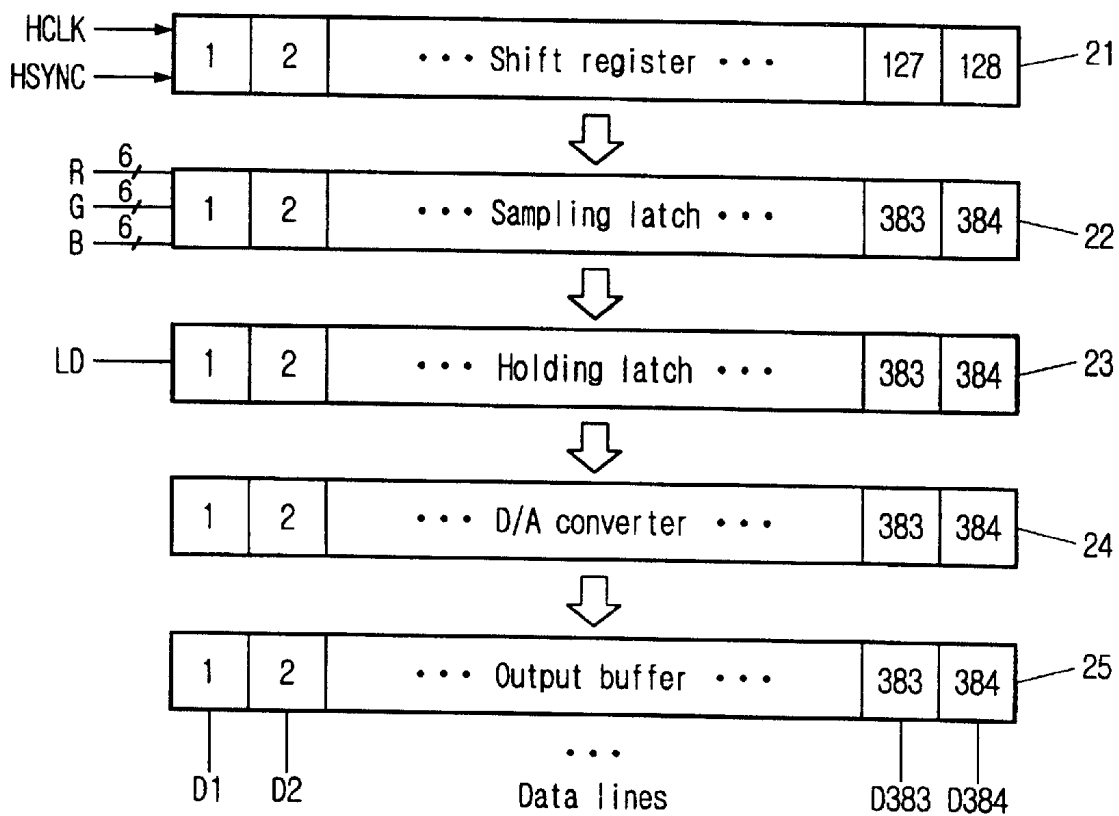 HCLK
HSYNC
1 2 ··· Shift register ··· 127 128 21
R 6
G 6
B 6
1 2 ··· Sampling latch ··· 383 384 22
LD 1 2 ··· Holding latch ··· 383 384 23
1 2 ··· D/A converter ··· 383 384 24
1 2 ··· Output buffer ··· 383 384 25
D1 D2 ··· D383 D384
Data lines